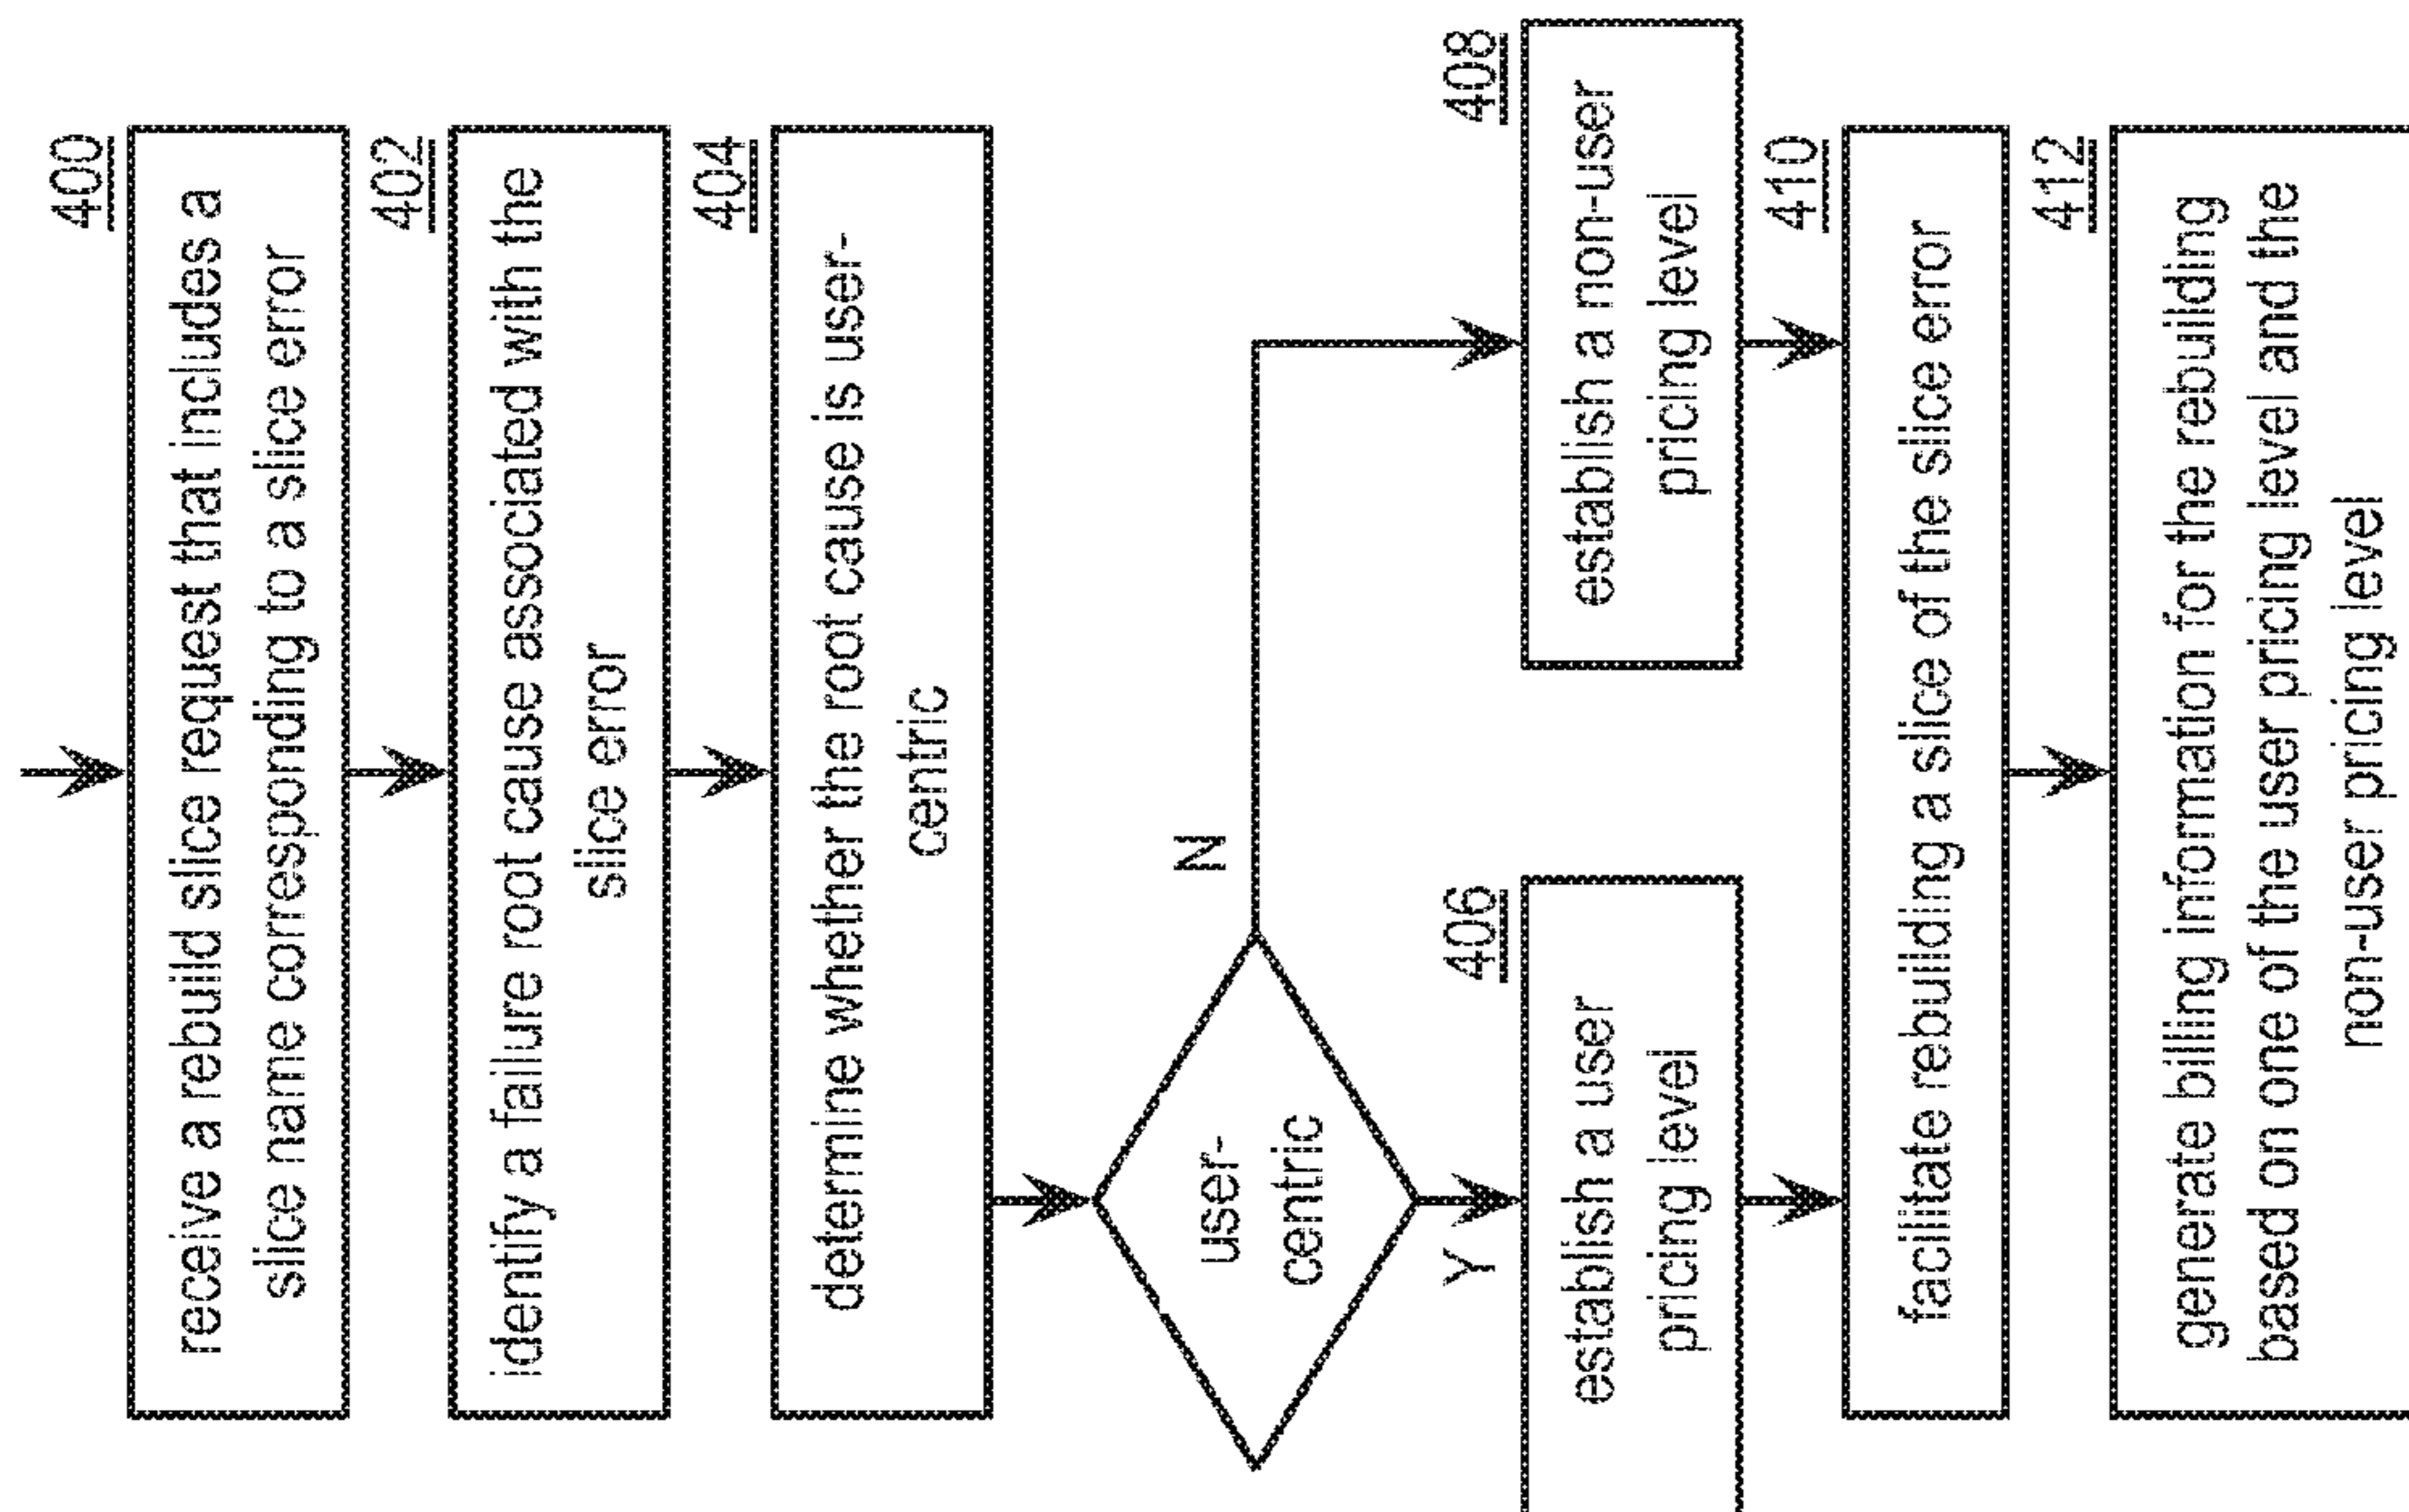 400
receive a rebuild slice request that includes a
slice name corresponding to a slice error
402
identify a failure root cause associated with the
slice error
404
determine whether the root cause is user-
centric
user-
centric
N
Y
406
establish a user
pricing level
408
establish a non-user
pricing level
410
facilitate rebuilding a slice of the slice error
412
generate billing information for the rebuilding
based on one of the user pricing level and the
non-user pricing level